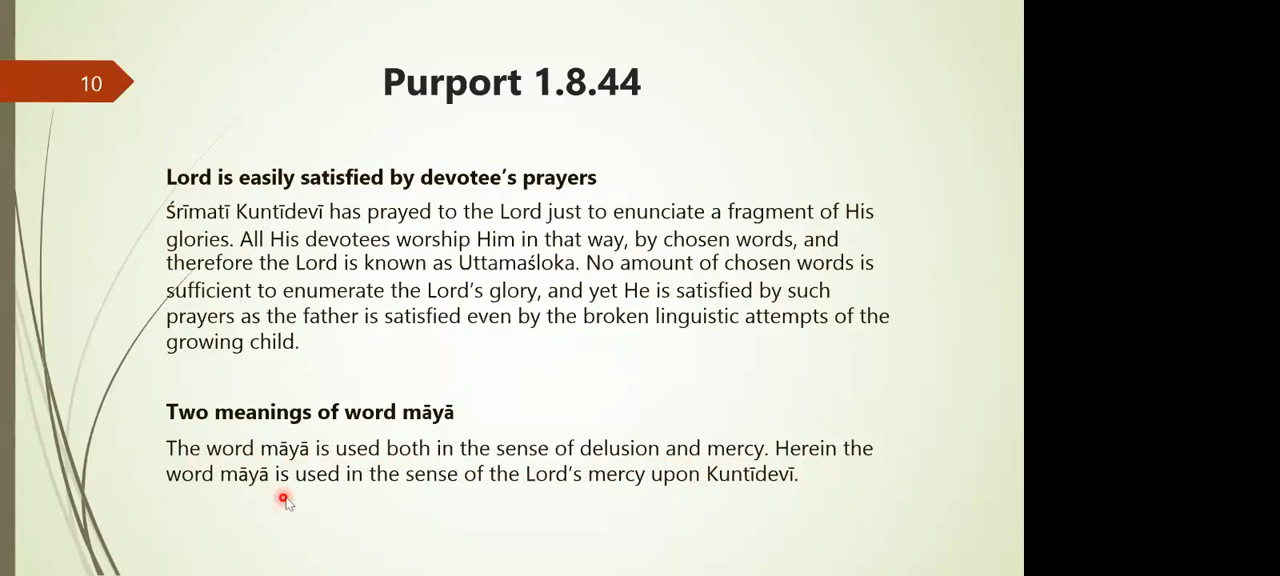 10
Purport 1.8.44
Lord is easily satisfied by devotee's prayers
Śrīmatī Kuntīdevī has prayed to the Lord just to enunciate a fragment of His
glories. All His devotees worship Him in that way, by chosen words, and
therefore the Lord is known as Uttamaśloka. No amount of chosen words is
sufficient to enumerate the Lord's glory, and yet He is satisfied by such
prayers as the father is satisfied even by the broken linguistic attempts of the
growing child.
Two meanings of word māyā
The word māyā is used both in the sense of delusion and mercy. Herein the
word māyā is used in the sense of the Lord's mercy upon Kuntīdevī.